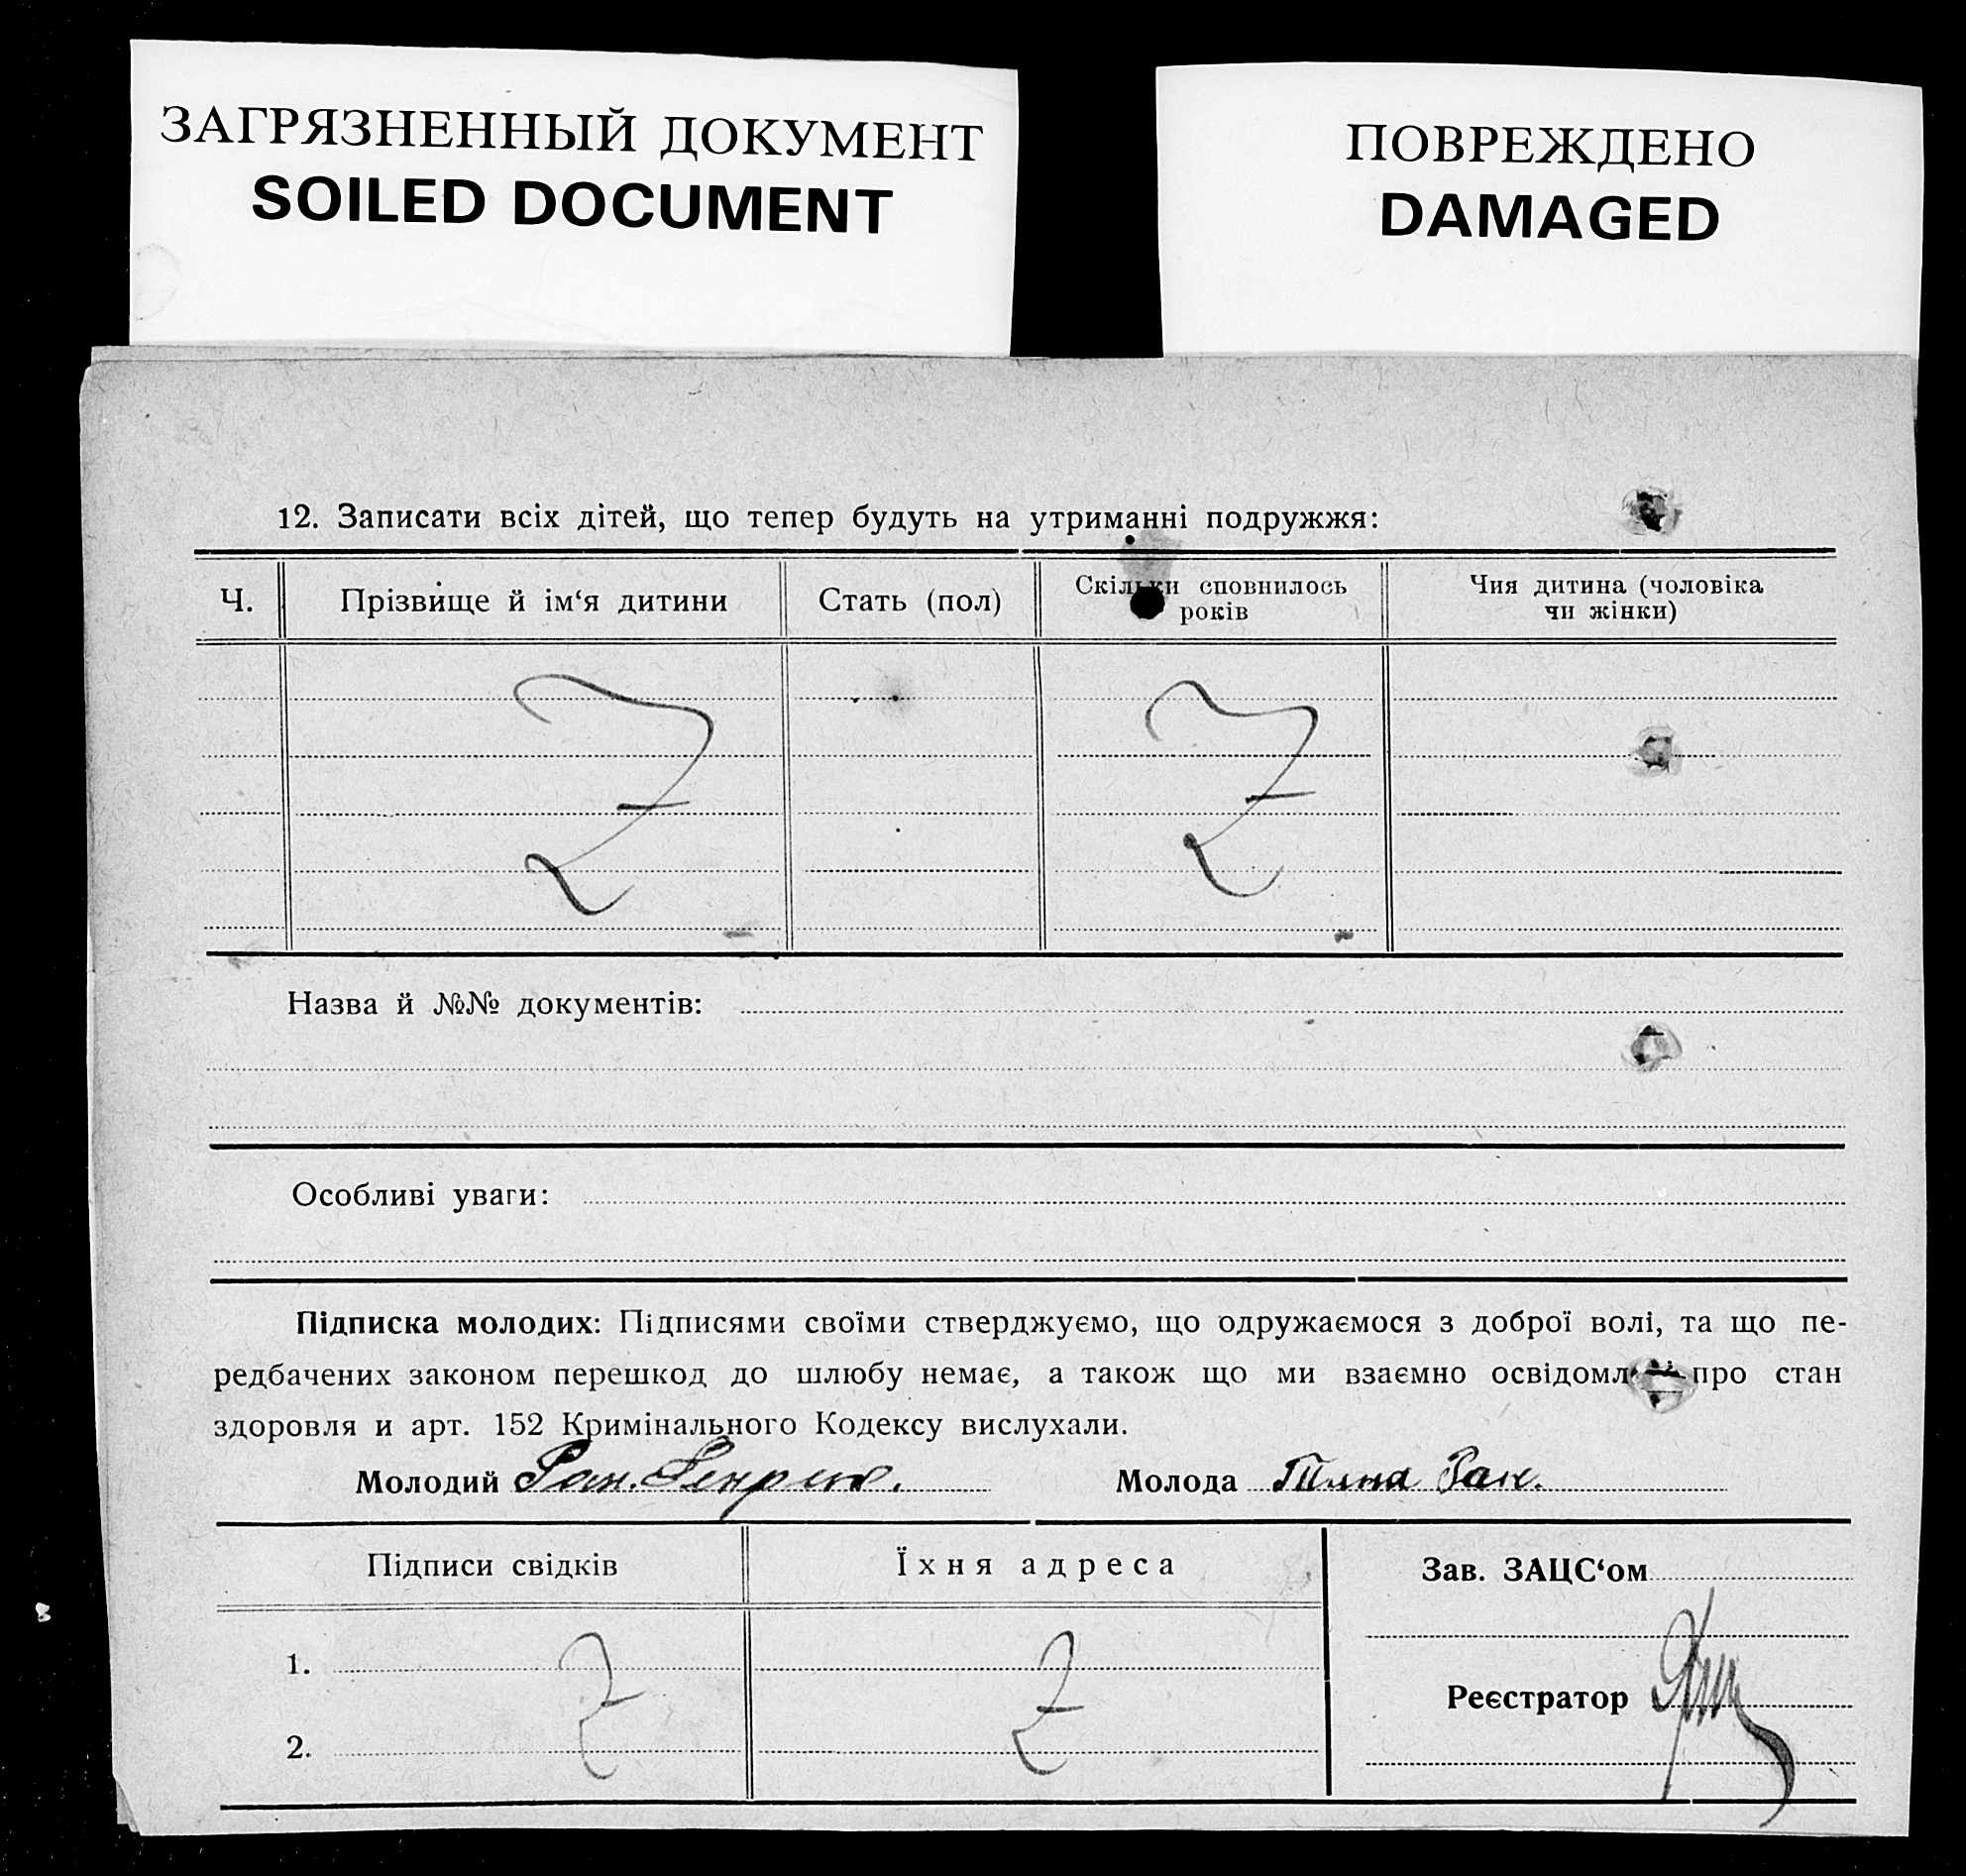 ЗАГРЯЗНЕННЫЙ ДОКУМЕНТ
SOILED DOCUMENT
ПОВРЕЖДЕНО
DAMAGED
12. Записати всіх дітей, що тепер будуть на утриманні подружжя:
Ч. Прізвище й ім‘я дитини Стать (пол) Скільки сповнилось років Чия дитина (чоловіка чи жінки)
Z Z
Назва й №№ документів:
Особливі уваги:
Підписка молодих: Підписями своїми стверджуємо, що одружаємося з доброї волі, та що пе-
редбачених законом перешкод до шлюбу немає, а також що ми взаємно освідомл про стан
здоровля и арт. 152 Кримінального Кодексу вислухали.
Молодий Молода
Підписи свідків Їхня адреса Зав. ЗАЦС‘ом
1. Z Z
Реєстратор
2.